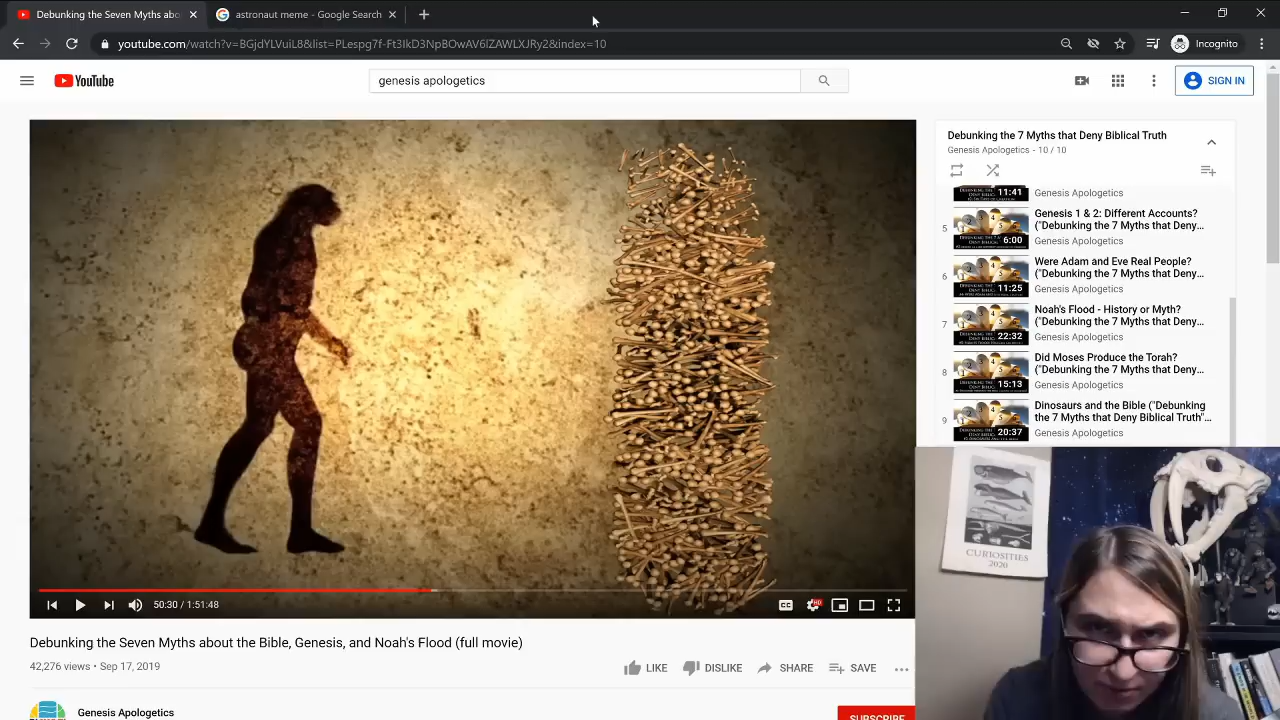 Debunking the Seven Myths abo
astronaut meme - Google Search
youtube.com/watch?v=BGjdYLVuiL8&list=PLespg7f-Ft3IkD3NpBOwAV6lZAWLXJRy2&index=10
Incognito
YouTube
genesis apologetics
SIGN IN
Debunking the 7 Myths that Deny Biblical Truth
Genesis Apologetics - 10 / 10
11:41
Genesis Apologetics
5
Genesis 1 & 2: Different Accounts?
("Debunking the 7 Myths that Deny...
6:00
Genesis Apologetics
6
Were Adam and Eve Real People?
("Debunking the 7 Myths that Deny...
11:25
Genesis Apologetics
7
Noah's Flood - History or Myth?
("Debunking the 7 Myths that Deny...
22:32
Genesis Apologetics
8
Did Moses Produce the Torah?
("Debunking the 7 Myths that Deny...
15:13
Genesis Apologetics
9
Dinosaurs and the Bible ("Debunking
the 7 Myths that Deny Biblical Truth"...
20:37
Genesis Apologetics
50:30 / 1:51:48
CC
HD
Debunking the Seven Myths about the Bible, Genesis, and Noah's Flood (full movie)
42,276 views • Sep 17, 2019
LIKE
DISLIKE
SHARE
SAVE
Genesis Apologetics
SUBSCRIBE
CURIOSITIES
2020